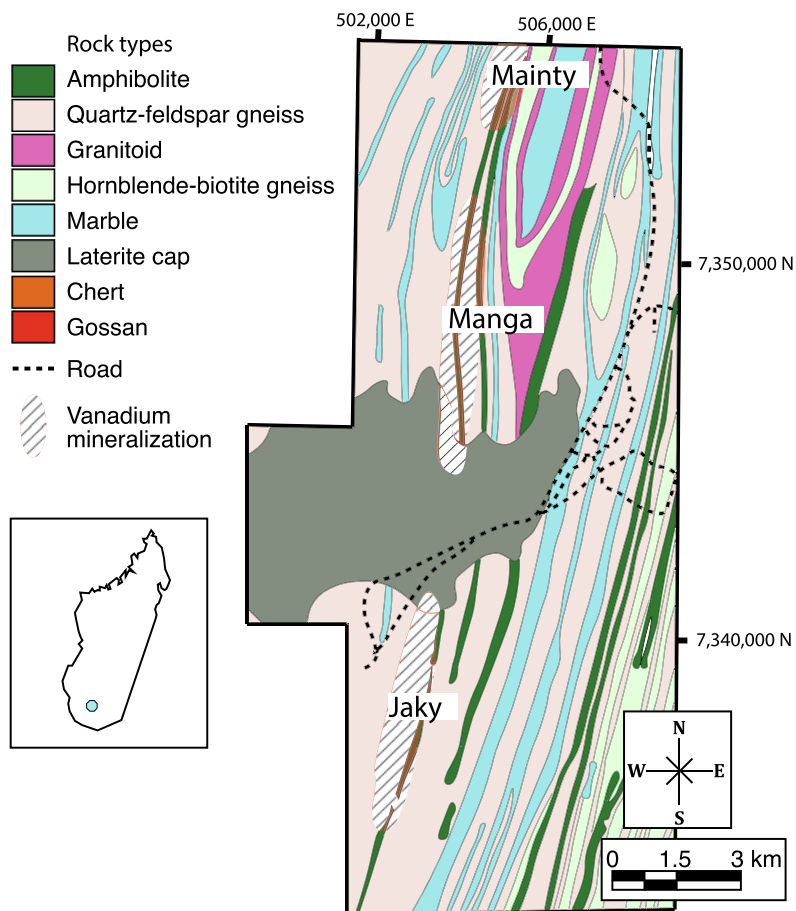 502,000 E
506,000 E
Rock types
Amphibolite
Quartz-feldspar gneiss
Granitoid
Hornblende-biotite gneiss
Marble
Laterite cap
Chert
Gossan
Road
Vanadium
mineralization
Mainty
7,350,000 N
Manga
7,340,000 N
Jaky
N
W E
S
0 1.5 3 km